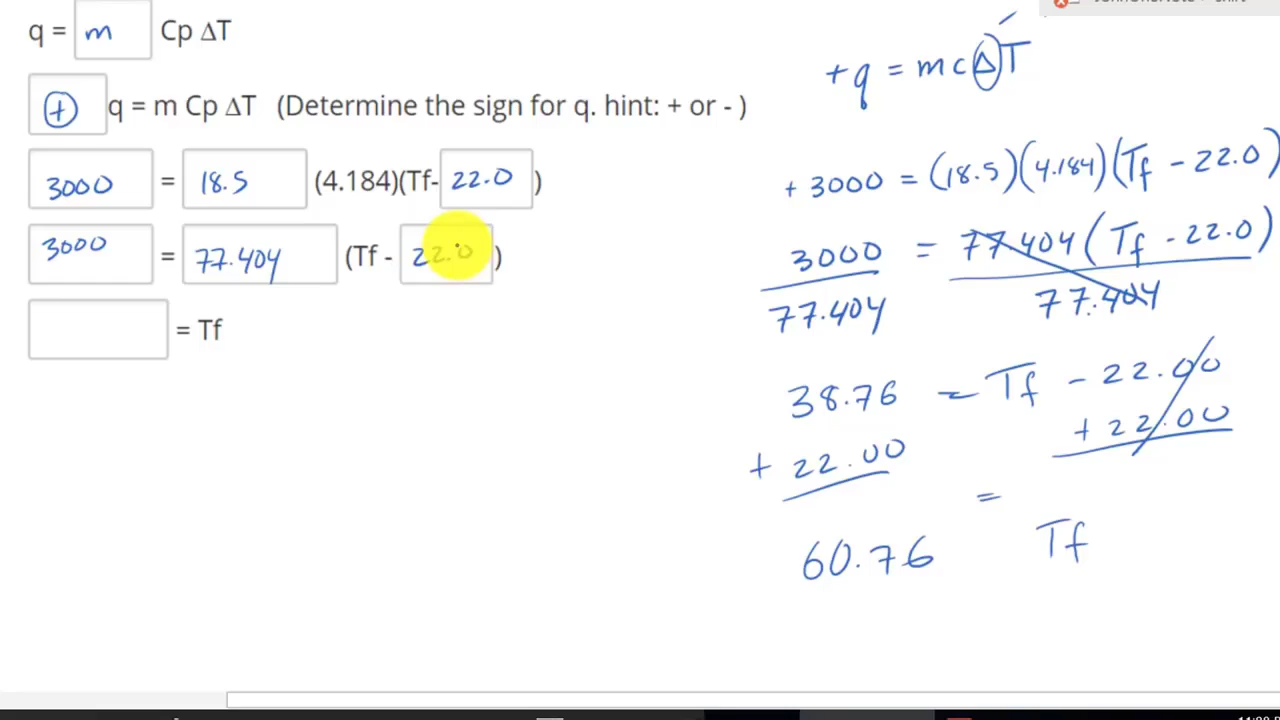 q = m Cp ΔT
+ q = m Cp ΔT (Determine the sign for q. hint: + or - )
3000 = 18.5 (4.184)(Tf- 22.0 )
3000 = 77.404 (Tf - 22.0 )
= Tf
+q = mcΔT
+ 3000 = (18.5)(4.184)(Tf - 22.0)
3000 = 77.404 (Tf - 22.0)
77.404 77.404
38.76 = Tf - 22.00
+ 22.00 + 22.00
60.76 = Tf